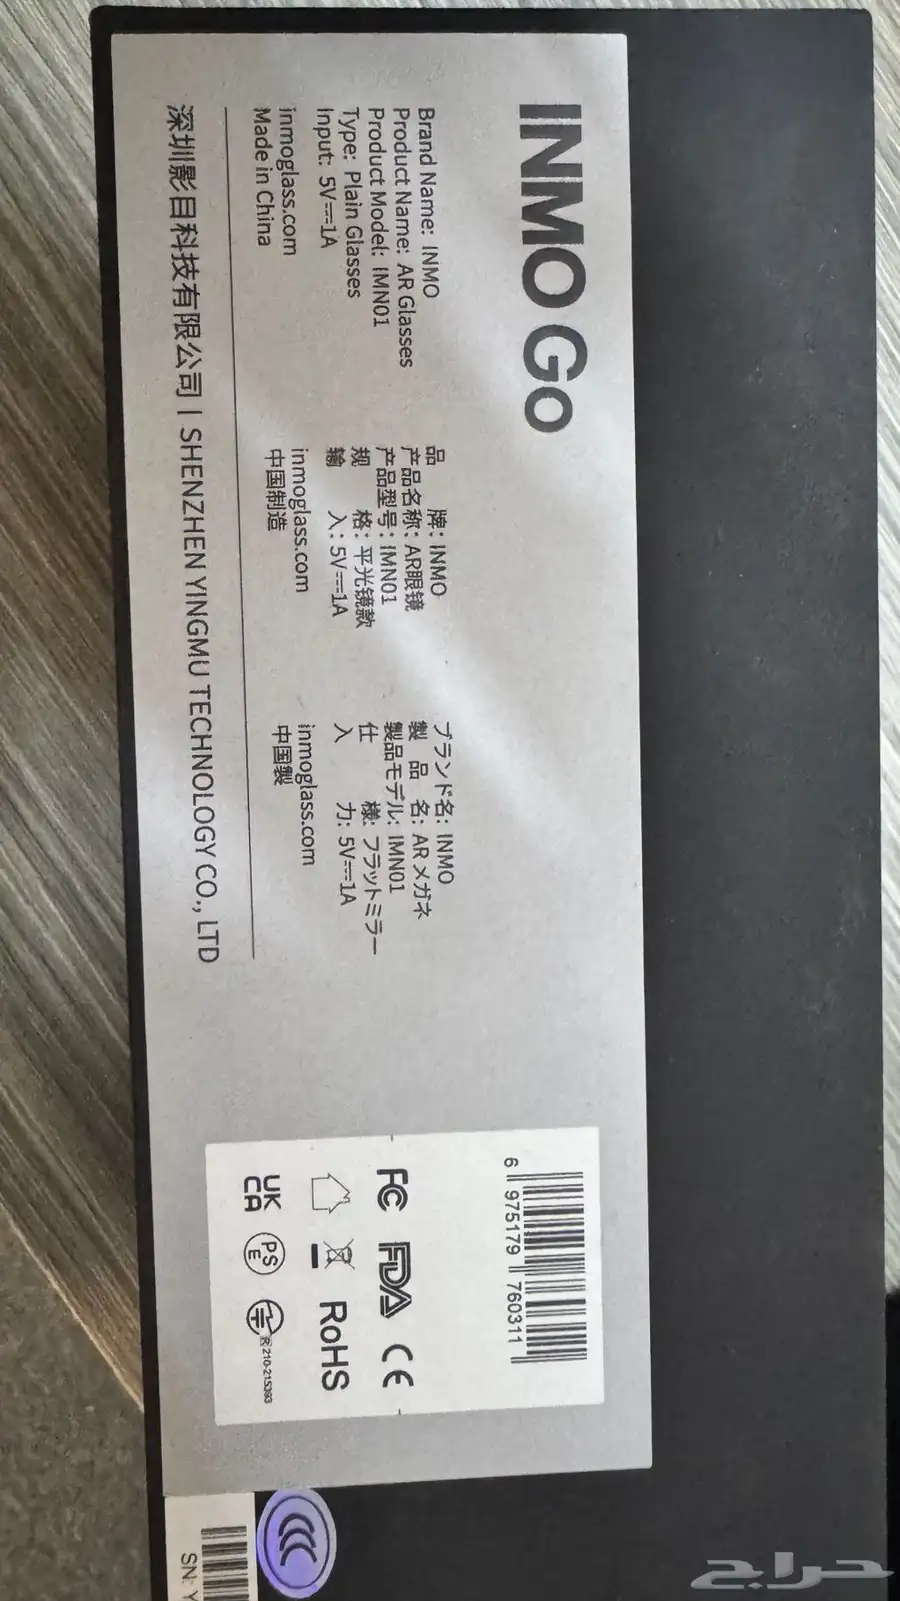 INMO GO
Brand Name: INMO
Product Name: AR Glasses
Product Model: IMN01
Type: Plain Glasses
Input: 5V⎓1A
inmoglass.com
Made in China
品 牌: INMO
产品名称: AR眼镜
产品型号: IMN01
规 格: 平光镜款
输 入: 5V⎓1A
inmoglass.com
中国制造
ブランド名: INMO
製 品 名: AR メガネ
製品モデル: IMN01
仕 様: フラットミラー
入 力: 5V⎓1A
inmoglass.com
中国製
深圳影目科技有限公司 | SHENZHEN YINGMU TECHNOLOGY CO., LTD
6 975179 760311
FC FDA CE
RoHS
UK CA PS E R 210-215393
CCC
SN: Y
حراج